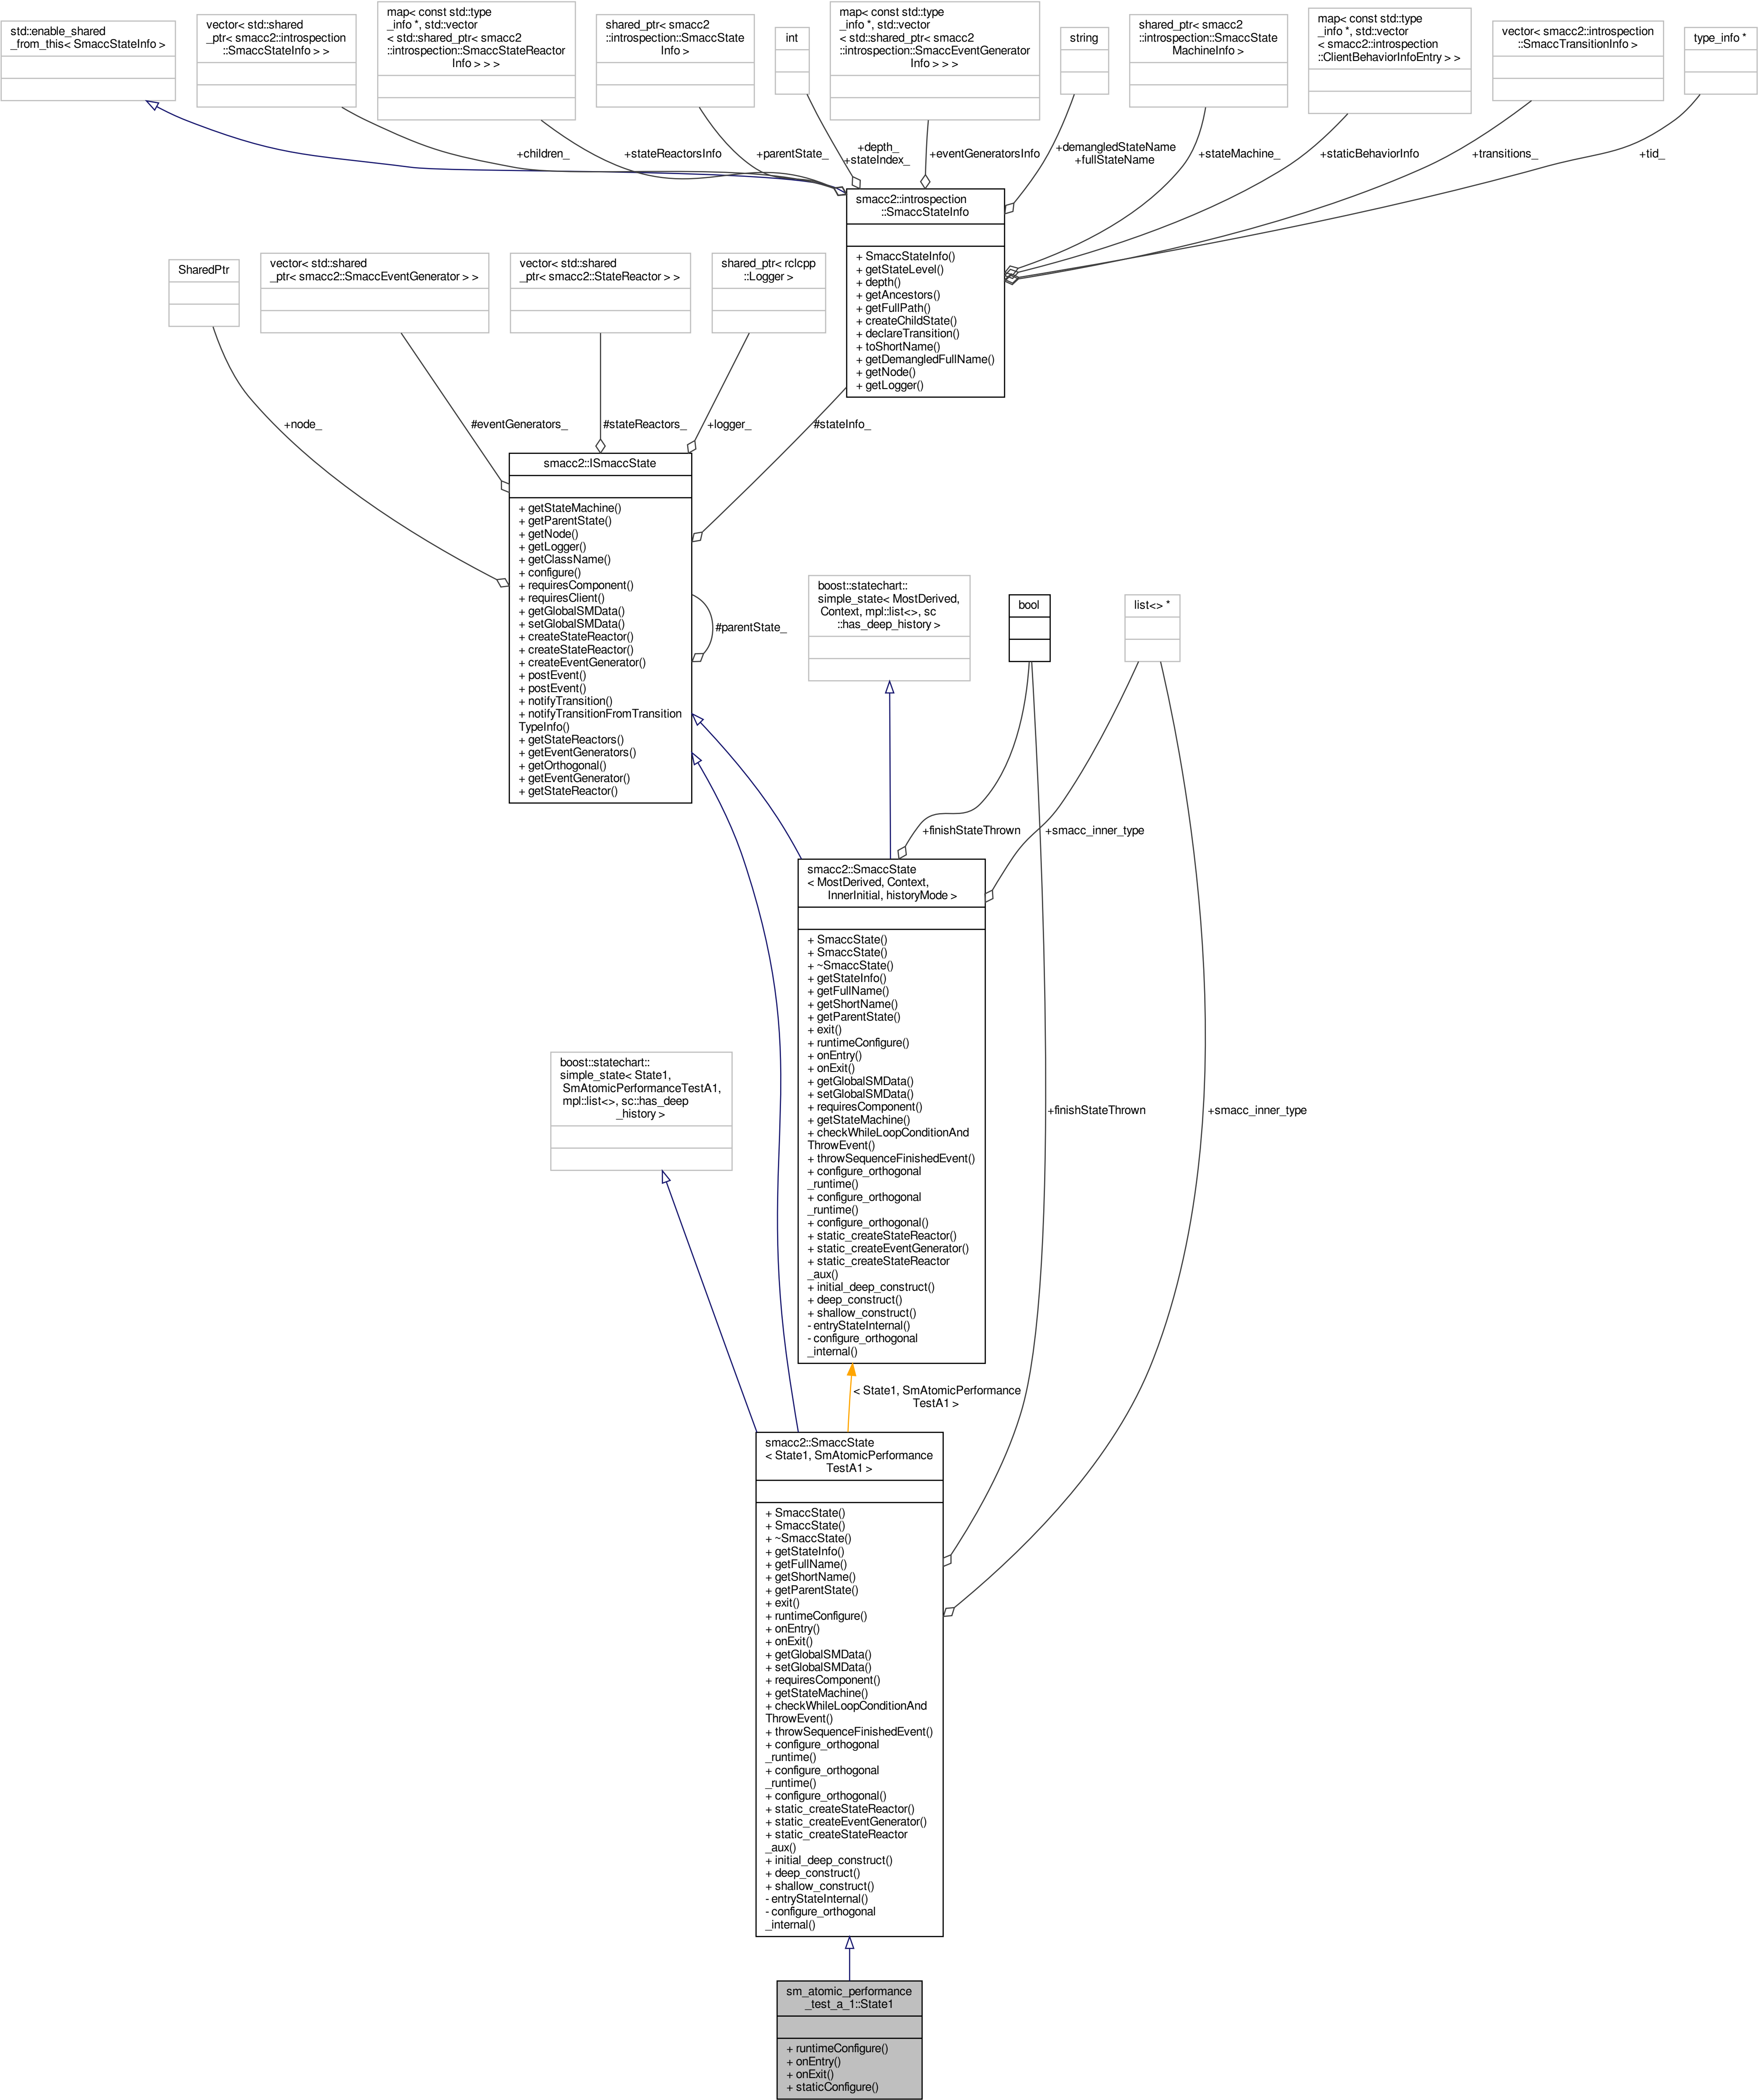 std::enable_shared
_from_this< SmaccStateInfo >
vector< std::shared
_ptr< smacc2::introspection
::SmaccStateInfo > >
map< const std::type
_info *, std::vector
< std::shared_ptr< smacc2
::introspection::SmaccStateReactor
Info > > >
shared_ptr< smacc2
::introspection::SmaccState
Info >
int
map< const std::type
_info *, std::vector
< std::shared_ptr< smacc2
::introspection::SmaccEventGenerator
Info > > >
string
shared_ptr< smacc2
::introspection::SmaccState
MachineInfo >
map< const std::type
_info *, std::vector
< smacc2::introspection
::ClientBehaviorInfoEntry > >
vector< smacc2::introspection
::SmaccTransitionInfo >
type_info *
+children_
+stateReactorsInfo
+parentState_
+depth_
+stateIndex_
+eventGeneratorsInfo
+demangledStateName
+fullStateName
+stateMachine_
+staticBehaviorInfo
+transitions_
+tid_
smacc2::introspection
::SmaccStateInfo
+ SmaccStateInfo()
+ getStateLevel()
+ depth()
+ getAncestors()
+ getFullPath()
+ createChildState()
+ declareTransition()
+ toShortName()
+ getDemangledFullName()
+ getNode()
+ getLogger()
SharedPtr
vector< std::shared
_ptr< smacc2::SmaccEventGenerator > >
vector< std::shared
_ptr< smacc2::StateReactor > >
shared_ptr< rclcpp
::Logger >
+node_
#eventGenerators_
#stateReactors_
+logger_
#stateInfo_
smacc2::ISmaccState
+ getStateMachine()
+ getParentState()
+ getNode()
+ getLogger()
+ getClassName()
+ configure()
+ requiresComponent()
+ requiresClient()
+ getGlobalSMData()
+ setGlobalSMData()
+ createStateReactor()
+ createStateReactor()
+ createEventGenerator()
+ postEvent()
+ postEvent()
+ notifyTransition()
+ notifyTransitionFromTransition
TypeInfo()
+ getStateReactors()
+ getEventGenerators()
+ getOrthogonal()
+ getEventGenerator()
+ getStateReactor()
#parentState_
boost::statechart::
simple_state< MostDerived,
Context, mpl::list<>, sc
::has_deep_history >
bool
list<> *
+finishStateThrown
+smacc_inner_type
smacc2::SmaccState
< MostDerived, Context,
InnerInitial, historyMode >
+ SmaccState()
+ SmaccState()
+ ~SmaccState()
+ getStateInfo()
+ getFullName()
+ getShortName()
+ getParentState()
+ exit()
+ runtimeConfigure()
+ onEntry()
+ onExit()
+ getGlobalSMData()
+ setGlobalSMData()
+ requiresComponent()
+ getStateMachine()
+ checkWhileLoopConditionAnd
ThrowEvent()
+ throwSequenceFinishedEvent()
+ configure_orthogonal
_runtime()
+ configure_orthogonal
_runtime()
+ configure_orthogonal()
+ static_createStateReactor()
+ static_createEventGenerator()
+ static_createStateReactor
_aux()
+ initial_deep_construct()
+ deep_construct()
+ shallow_construct()
- entryStateInternal()
- configure_orthogonal
_internal()
boost::statechart::
simple_state< State1,
SmAtomicPerformanceTestA1,
mpl::list<>, sc::has_deep
_history >
+finishStateThrown
+smacc_inner_type
< State1, SmAtomicPerformance
TestA1 >
smacc2::SmaccState
< State1, SmAtomicPerformance
TestA1 >
+ SmaccState()
+ SmaccState()
+ ~SmaccState()
+ getStateInfo()
+ getFullName()
+ getShortName()
+ getParentState()
+ exit()
+ runtimeConfigure()
+ onEntry()
+ onExit()
+ getGlobalSMData()
+ setGlobalSMData()
+ requiresComponent()
+ getStateMachine()
+ checkWhileLoopConditionAnd
ThrowEvent()
+ throwSequenceFinishedEvent()
+ configure_orthogonal
_runtime()
+ configure_orthogonal
_runtime()
+ configure_orthogonal()
+ static_createStateReactor()
+ static_createEventGenerator()
+ static_createStateReactor
_aux()
+ initial_deep_construct()
+ deep_construct()
+ shallow_construct()
- entryStateInternal()
- configure_orthogonal
_internal()
sm_atomic_performance
_test_a_1::State1
+ runtimeConfigure()
+ onEntry()
+ onExit()
+ staticConfigure()